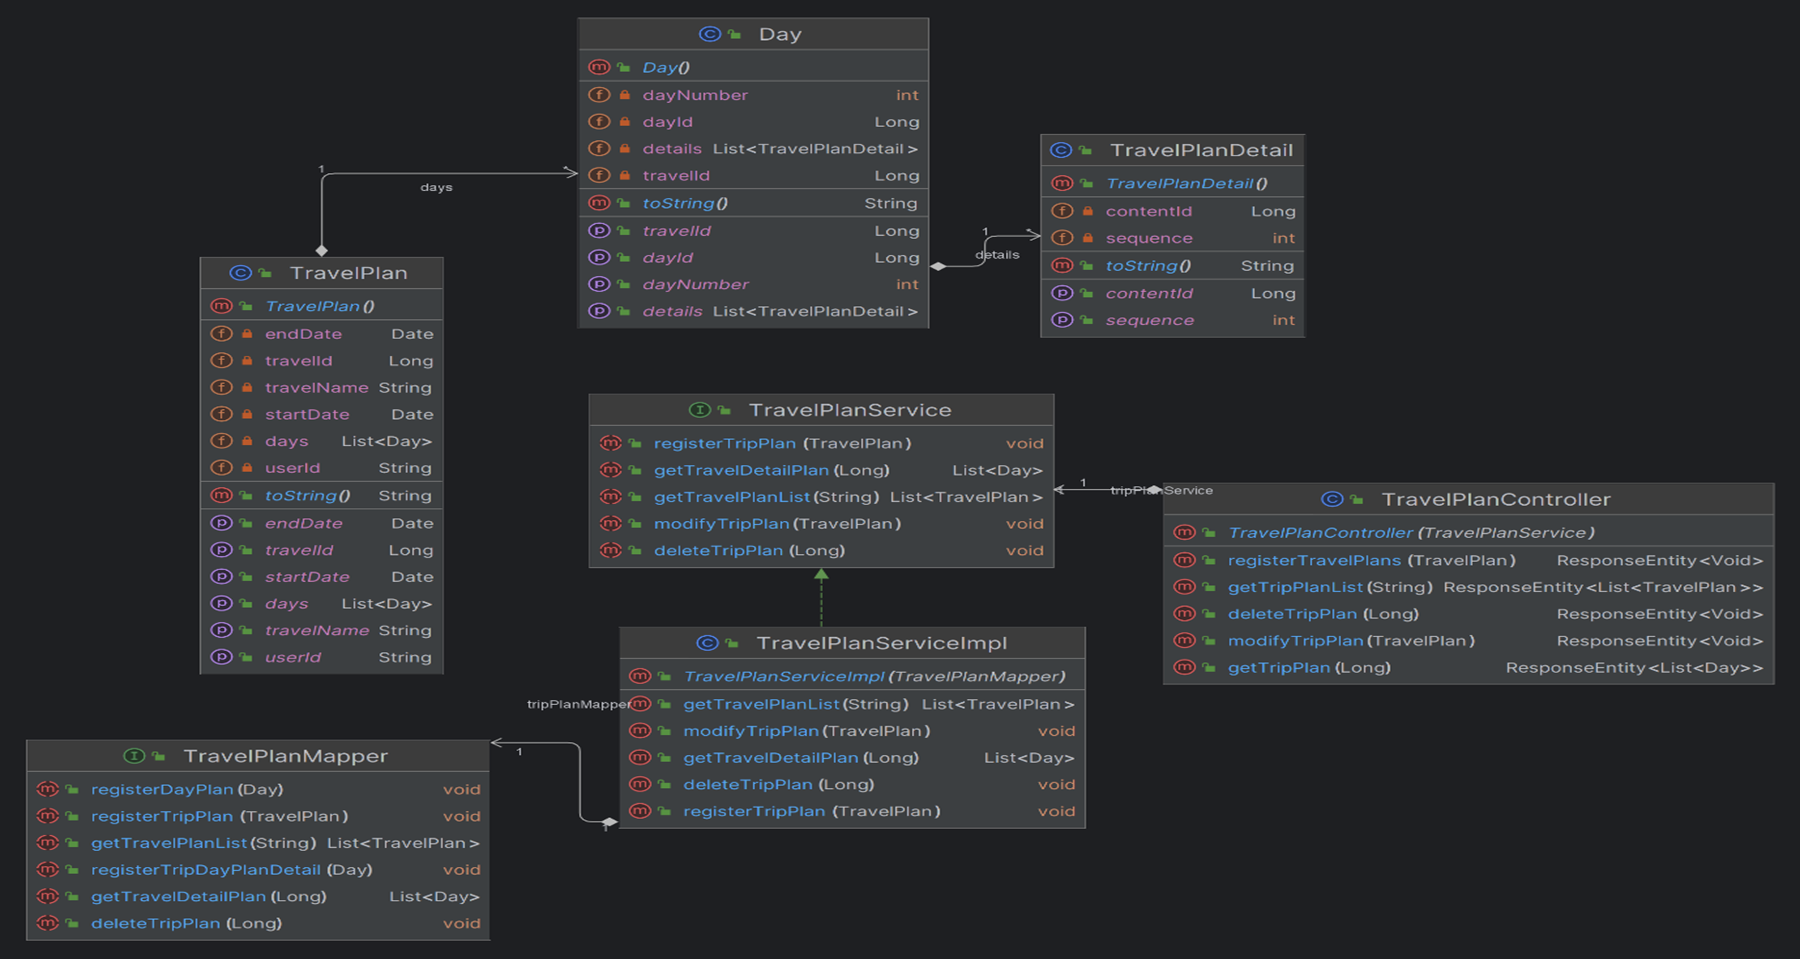 Day
Day()
dayNumber int
dayId Long
details List<TravelPlanDetail>
travelId Long
toString() String
travelId Long
dayId Long
dayNumber int
details List<TravelPlanDetail>
1
days
1
details
TravelPlanDetail
TravelPlanDetail()
contentId Long
sequence int
toString() String
contentId Long
sequence int
TravelPlan
TravelPlan()
endDate Date
travelId Long
travelName String
startDate Date
days List<Day>
userId String
toString() String
endDate Date
travelId Long
startDate Date
days List<Day>
travelName String
userId String
TravelPlanService
registerTripPlan(TravelPlan) void
getTravelDetailPlan(Long) List<Day>
getTravelPlanList(String) List<TravelPlan>
modifyTripPlan(TravelPlan) void
deleteTripPlan(Long) void
1
tripPlanService
TravelPlanController
TravelPlanController(TravelPlanService)
registerTravelPlans(TravelPlan) ResponseEntity<Void>
getTripPlanList(String) ResponseEntity<List<TravelPlan>>
deleteTripPlan(Long) ResponseEntity<Void>
modifyTripPlan(TravelPlan) ResponseEntity<Void>
getTripPlan(Long) ResponseEntity<List<Day>>
TravelPlanServiceImpl
TravelPlanServiceImpl(TravelPlanMapper)
getTravelPlanList(String) List<TravelPlan>
modifyTripPlan(TravelPlan) void
getTravelDetailPlan(Long) List<Day>
deleteTripPlan(Long) void
registerTripPlan(TravelPlan) void
tripPlanMapper
1
1
TravelPlanMapper
registerDayPlan(Day) void
registerTripPlan(TravelPlan) void
getTravelPlanList(String) List<TravelPlan>
registerTripDayPlanDetail(Day) void
getTravelDetailPlan(Long) List<Day>
deleteTripPlan(Long) void